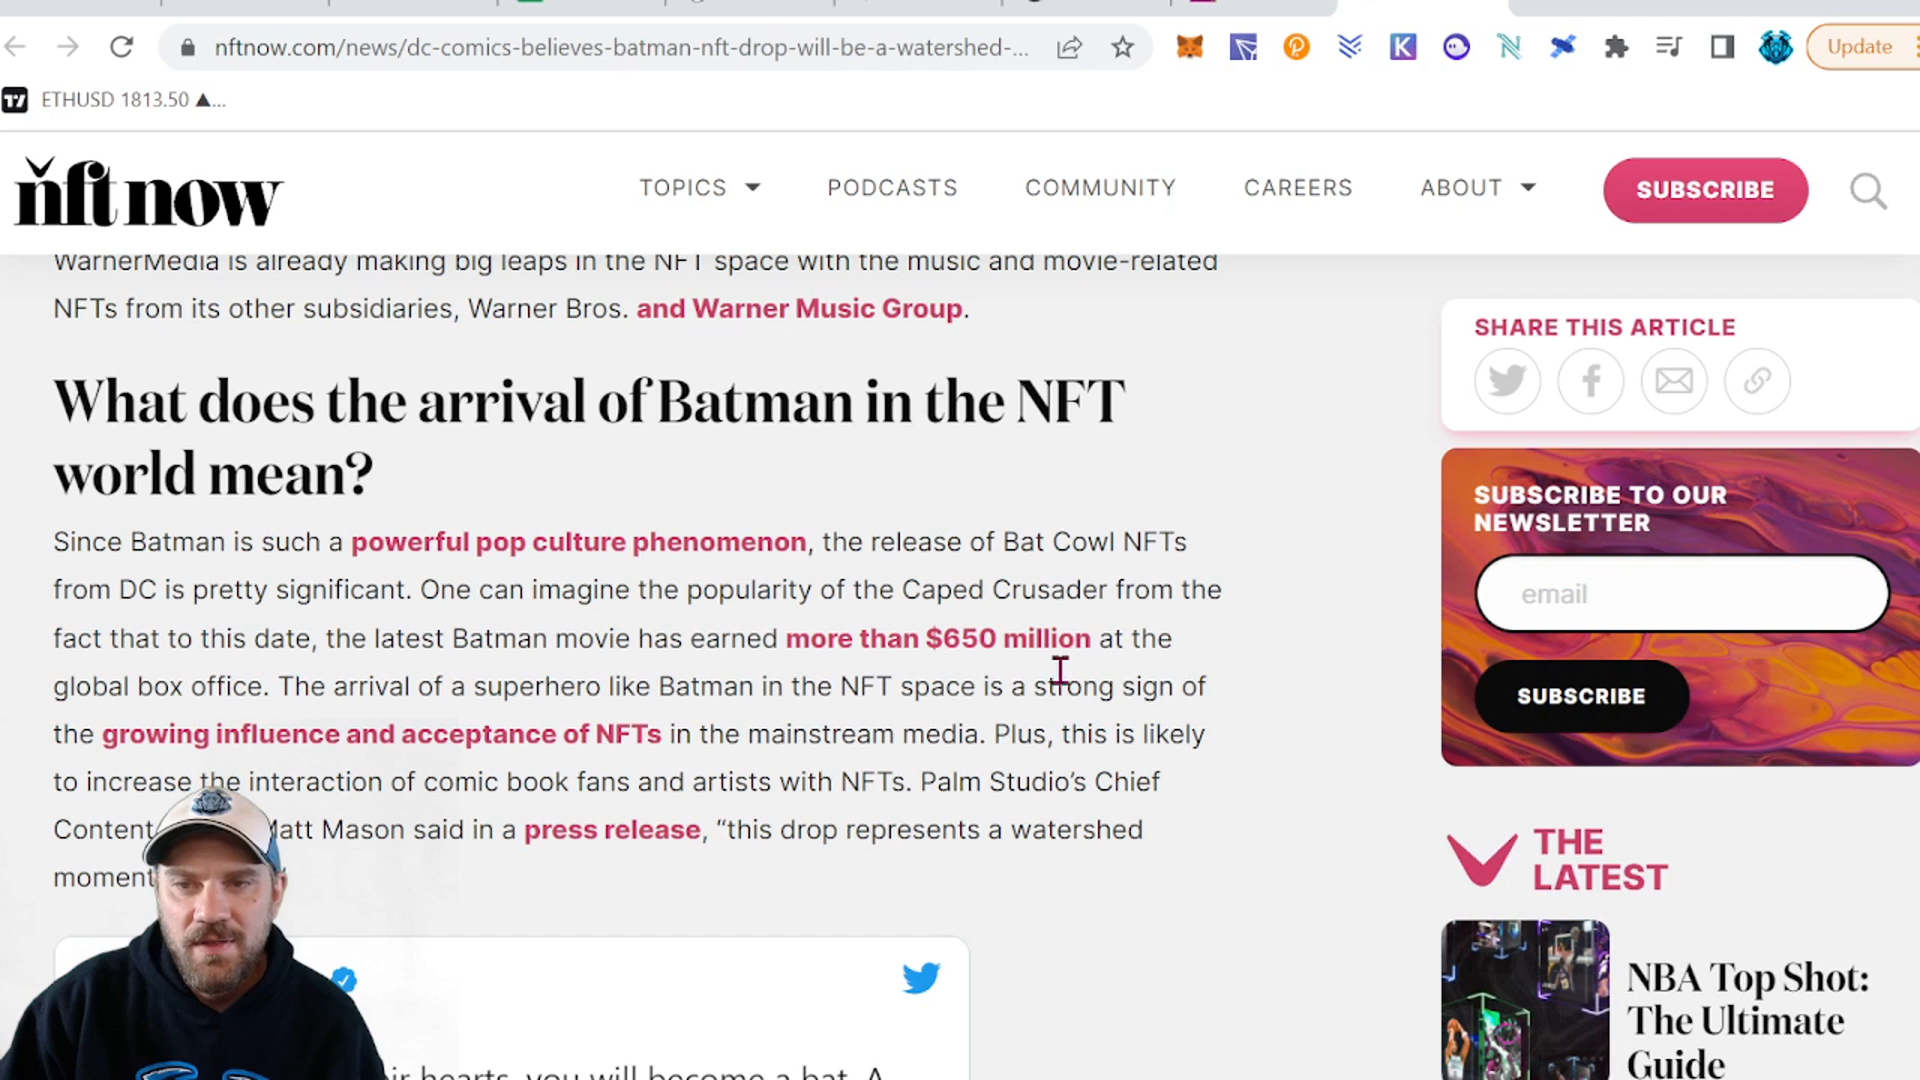 nftnow.com/news/dc-comics-believes-batman-nft-drop-will-be-a-watershed-...
Update
ETHUSD 1813.50 ▲...
nft now
TOPICS
PODCASTS
COMMUNITY
CAREERS
ABOUT
SUBSCRIBE
WarnerMedia is already making big leaps in the NFT space with the music and movie-related
NFTs from its other subsidiaries, Warner Bros. and Warner Music Group.
What does the arrival of Batman in the NFT
world mean?
Since Batman is such a powerful pop culture phenomenon, the release of Bat Cowl NFTs
from DC is pretty significant. One can imagine the popularity of the Caped Crusader from the
fact that to this date, the latest Batman movie has earned more than $650 million at the
global box office. The arrival of a superhero like Batman in the NFT space is a strong sign of
the growing influence and acceptance of NFTs in the mainstream media. Plus, this is likely
to increase the interaction of comic book fans and artists with NFTs. Palm Studio's Chief
Content Matt Mason said in a press release, “this drop represents a watershed
moment
hearts, you will become a bat. A
SHARE THIS ARTICLE
SUBSCRIBE TO OUR
NEWSLETTER
email
SUBSCRIBE
THE
LATEST
NBA Top Shot:
The Ultimate
Guide